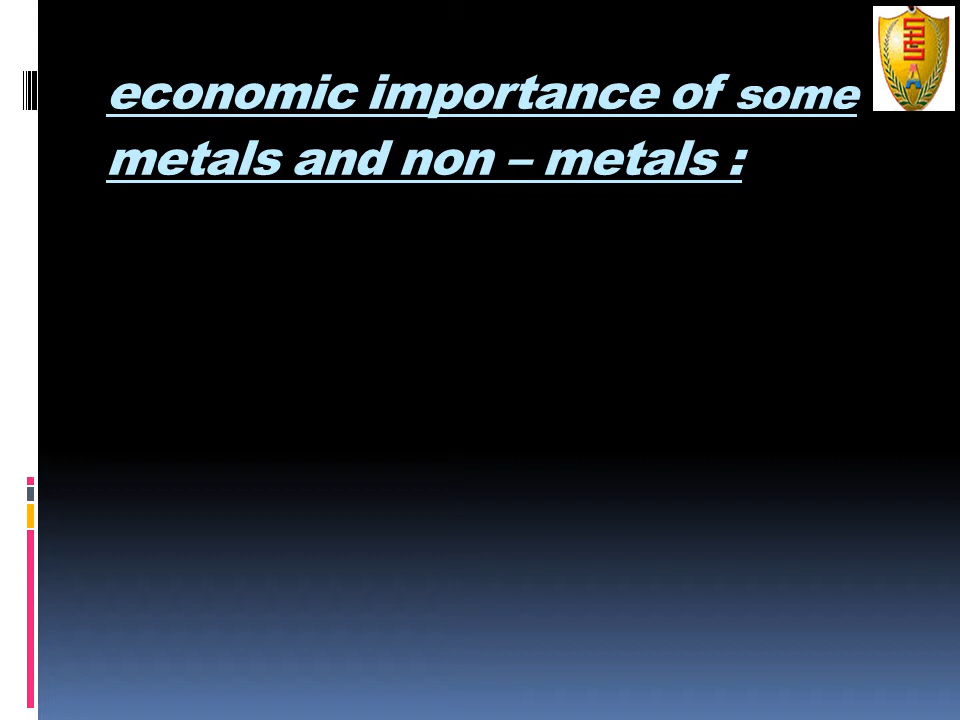 economic importance of some
metals and non – metals :